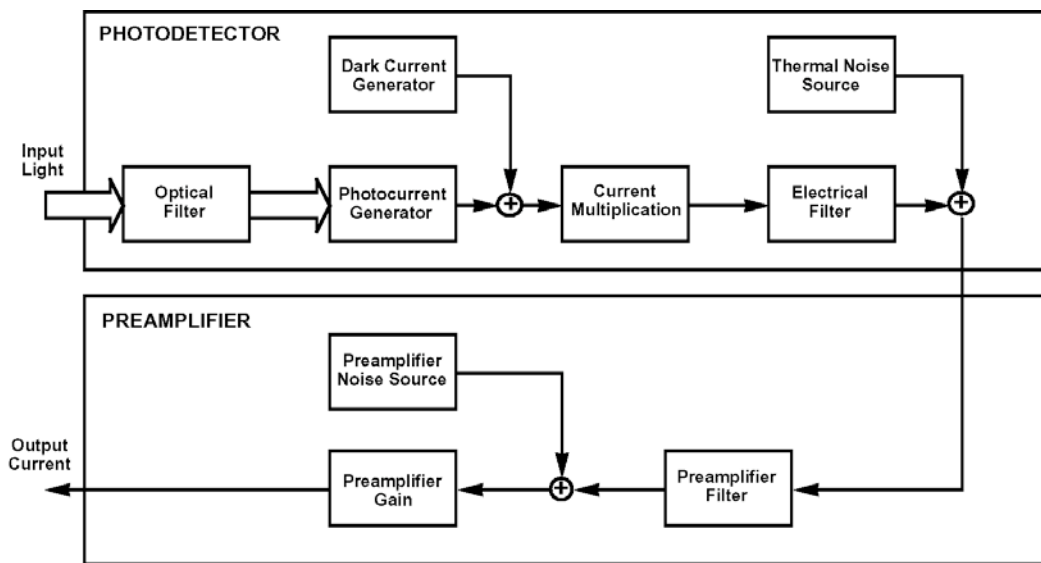 PHOTODETECTOR
Dark Current
Generator
Thermal Noise
Source
Input
Light
Optical
Filter
Photocurrent
Generator
+
Current
Multiplication
Electrical
Filter
+
PREAMPLIFIER
Preamplifier
Noise Source
Output
Current
Preamplifier
Gain
+
Preamplifier
Filter